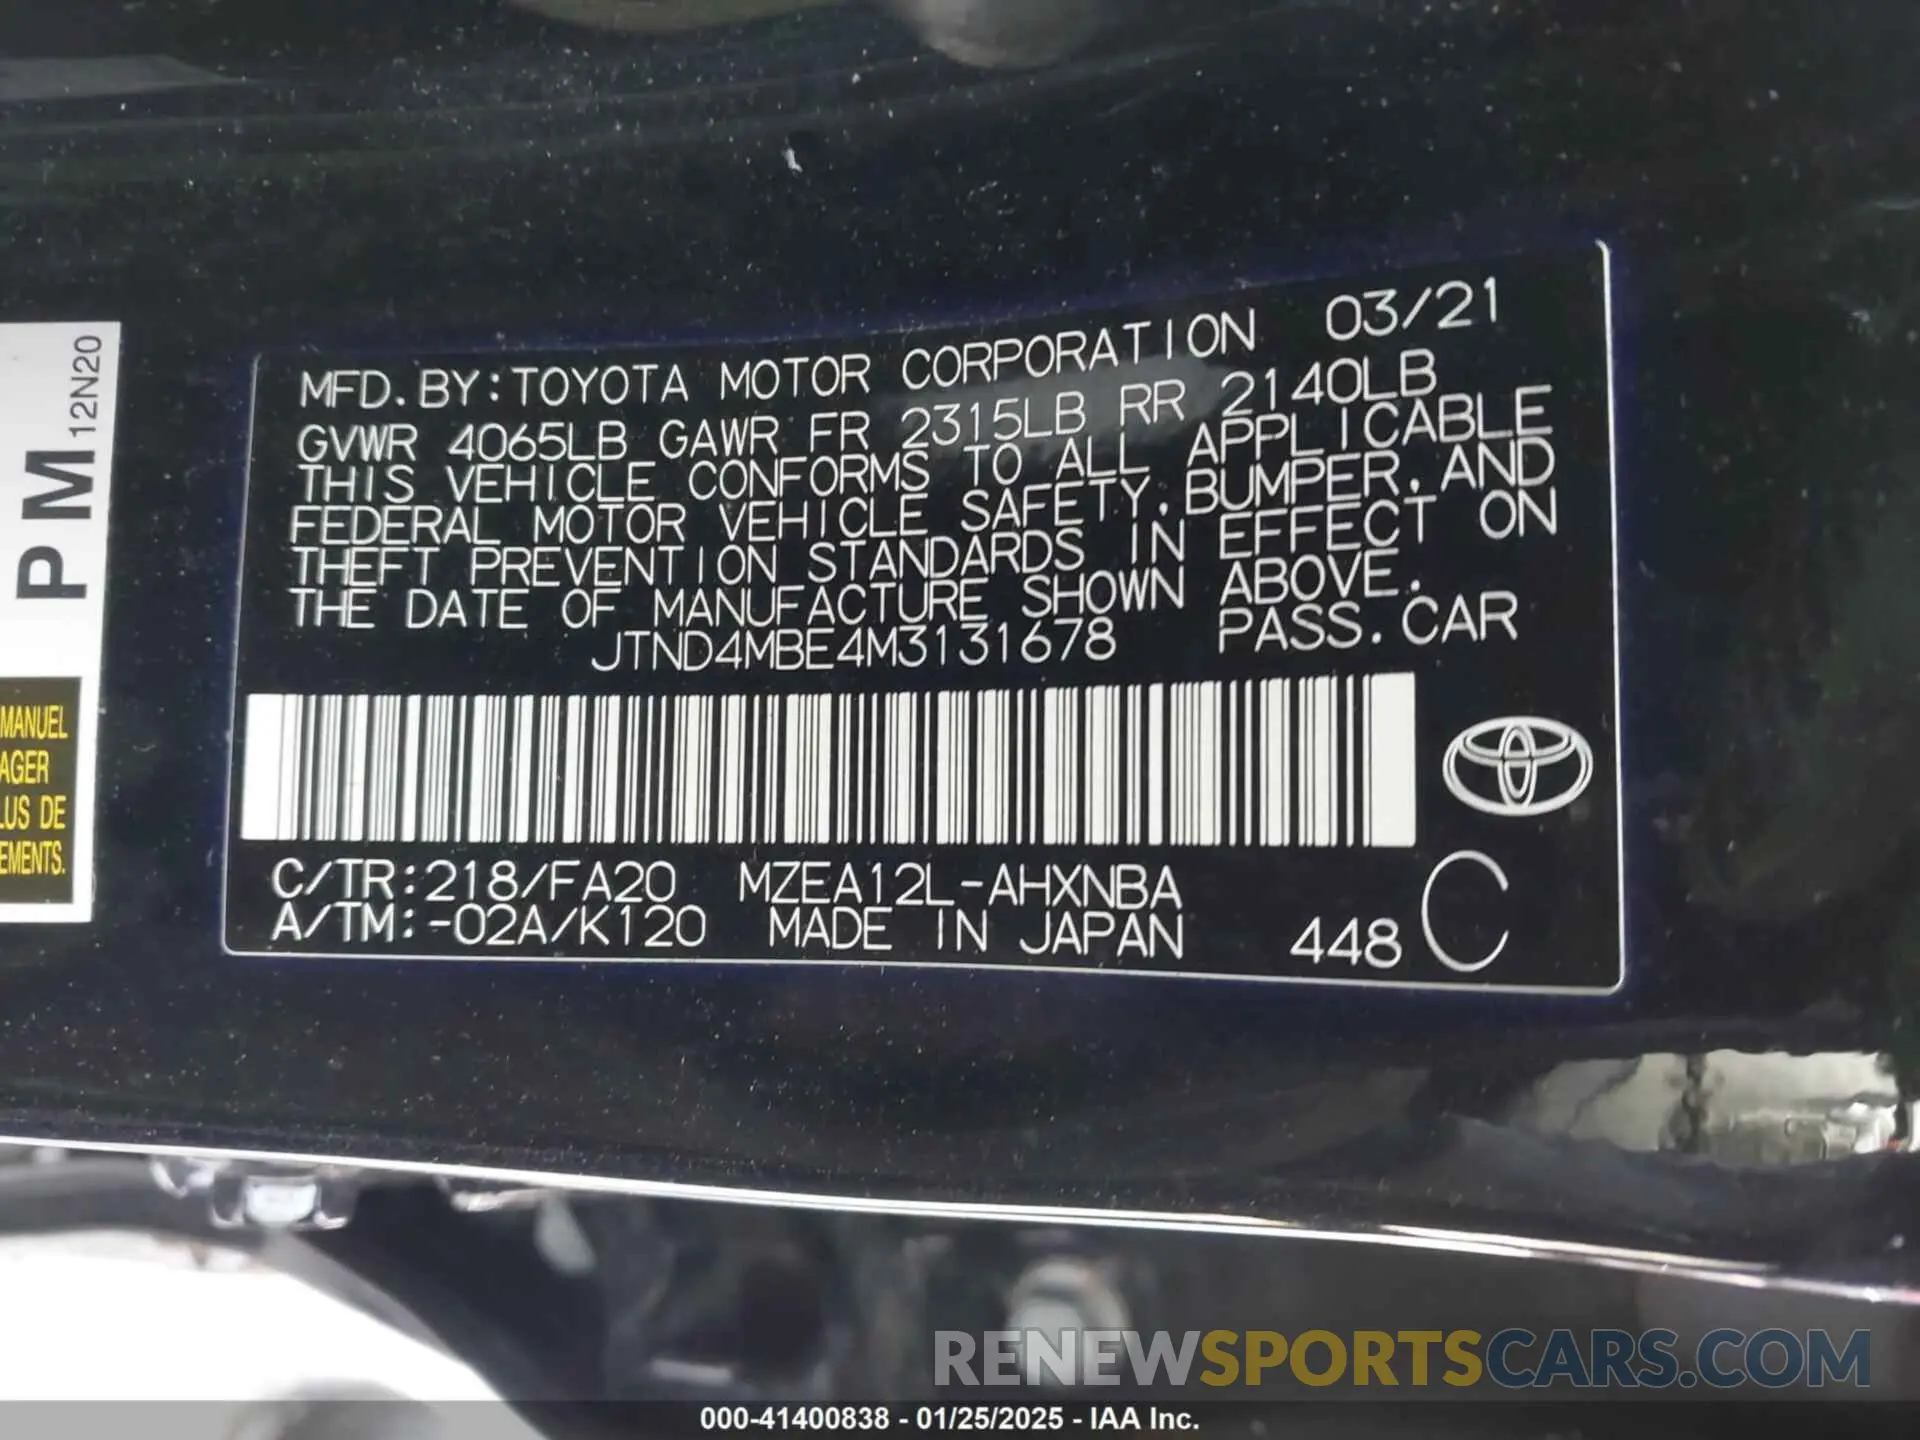 MFD. BY:TOYOTA MOTOR CORPORATION 03/21
GVWR 4065LB GAWR FR 2315LB RR 2140LB
THIS VEHICLE CONFORMS TO ALL APPLICABLE
FEDERAL MOTOR VEHICLE SAFETY, BUMPER, AND
THEFT PREVENTION STANDARDS IN EFFECT ON
THE DATE OF MANUFACTURE SHOWN ABOVE.
JTND4MBE4M3131678 PASS. CAR
C/TR:218/FA20 MZEA12L-AHXNBA
A/TM:-02A/K120 MADE IN JAPAN 448 C
PM 12N20
MANUEL
AGER
LUS DE
EMENTS.
RENEWSPORTSCARS.COM
000-41400838 - 01/25/2025 - IAA Inc.